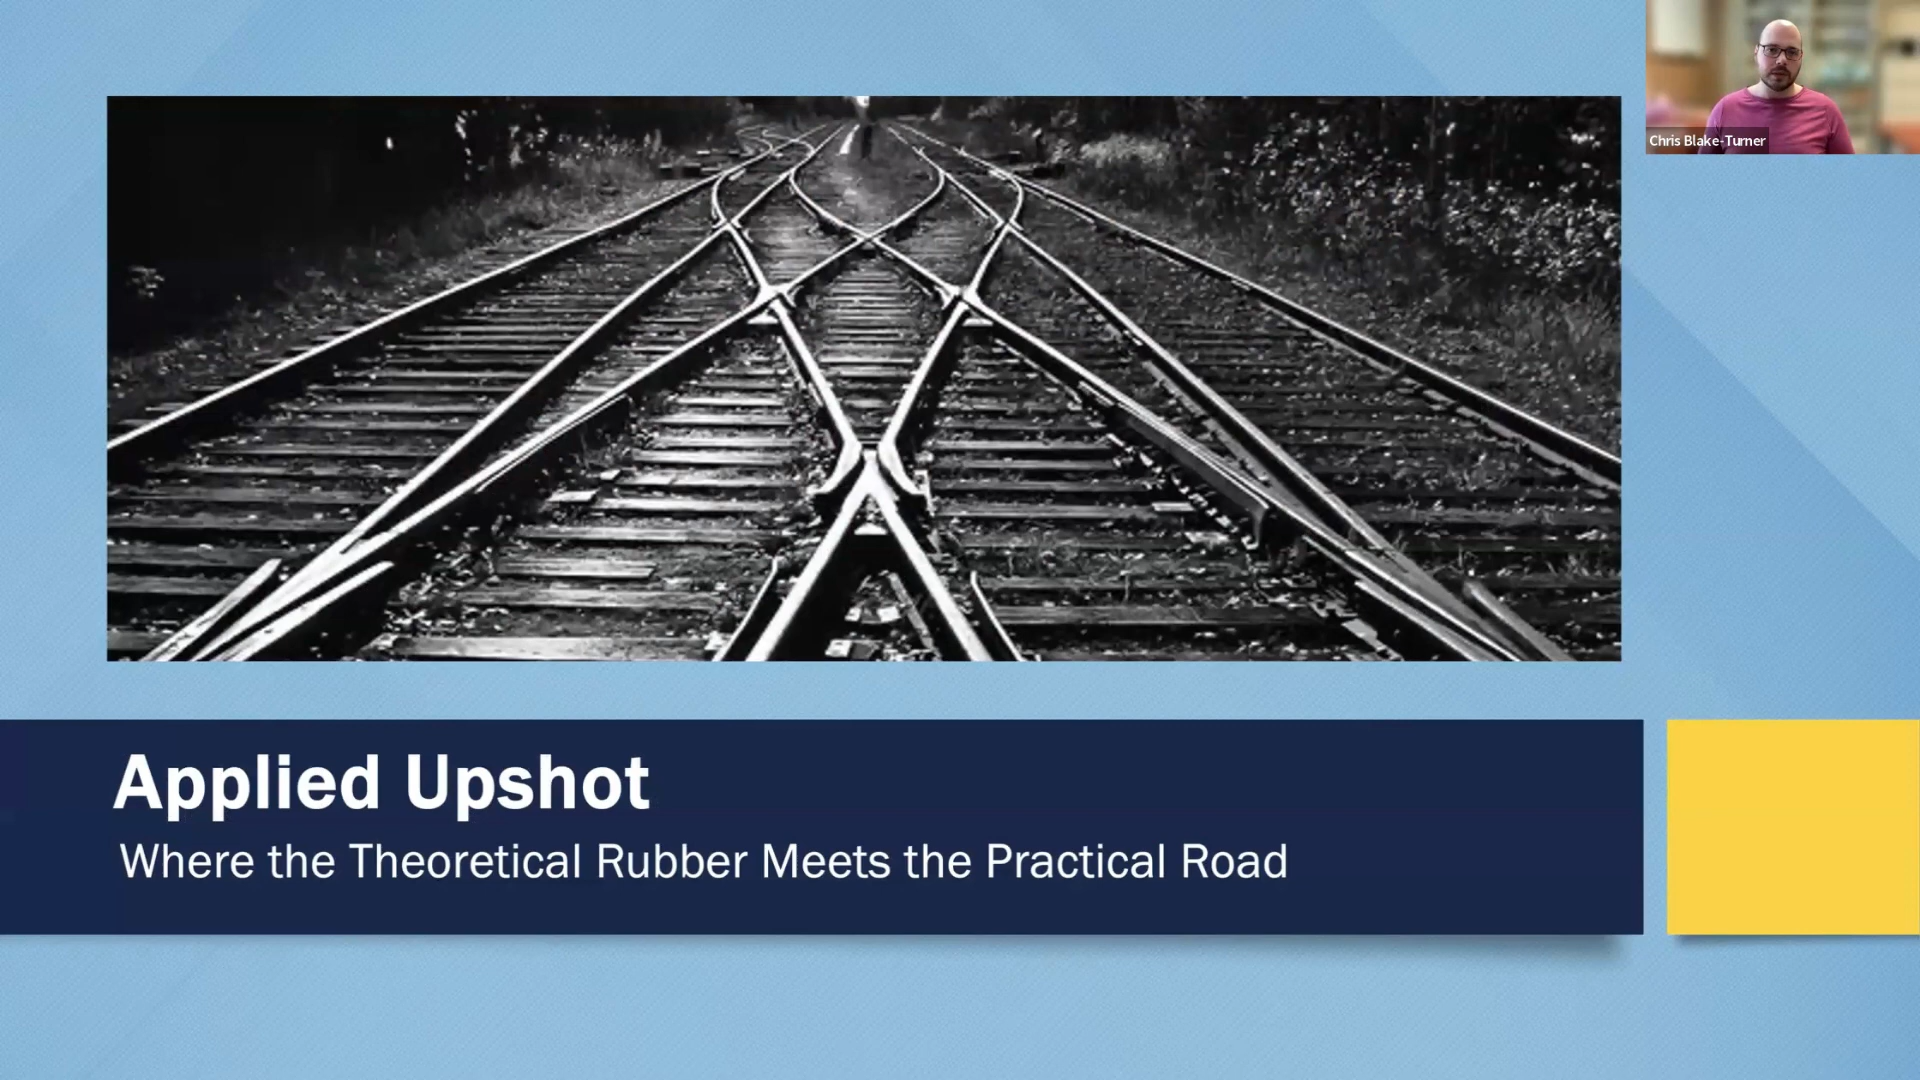 Chris Blake-Turner
Applied Upshot
Where the Theoretical Rubber Meets the Practical Road